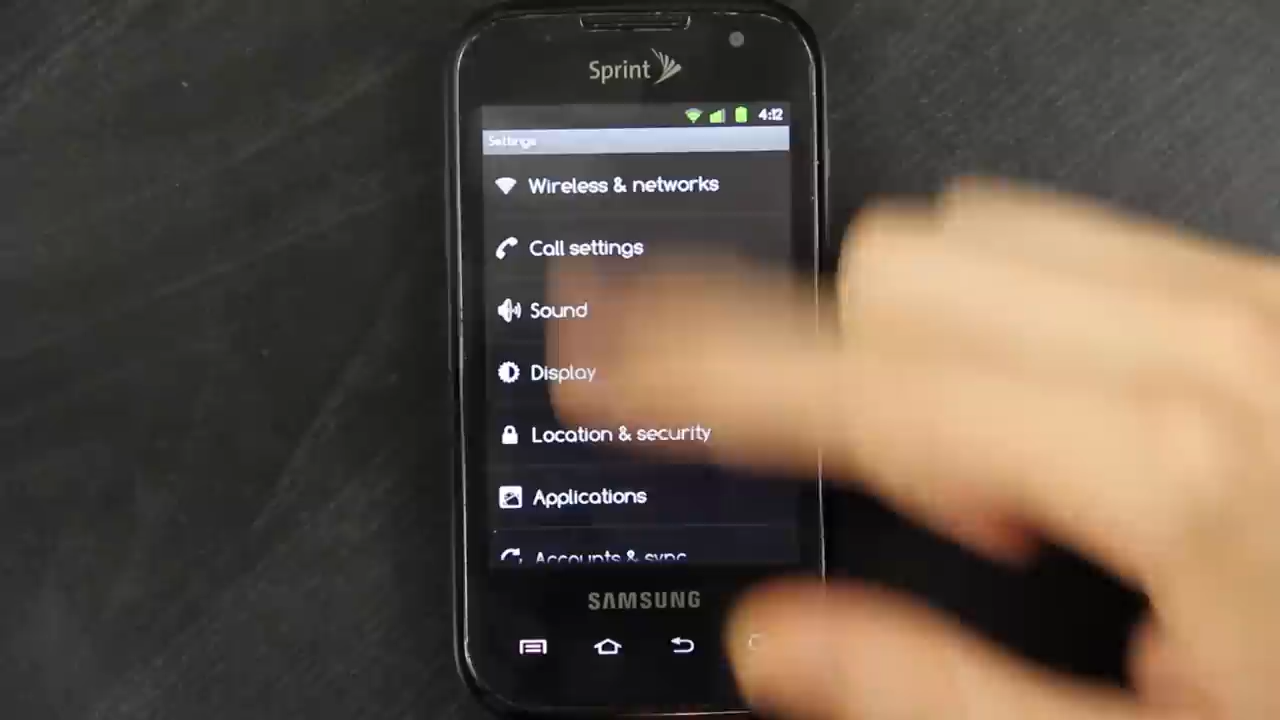 Sprint
4:12
Settings
Wireless & networks
Call settings
Sound
Display
Location & security
Applications
Accounts & sync
SAMSUNG